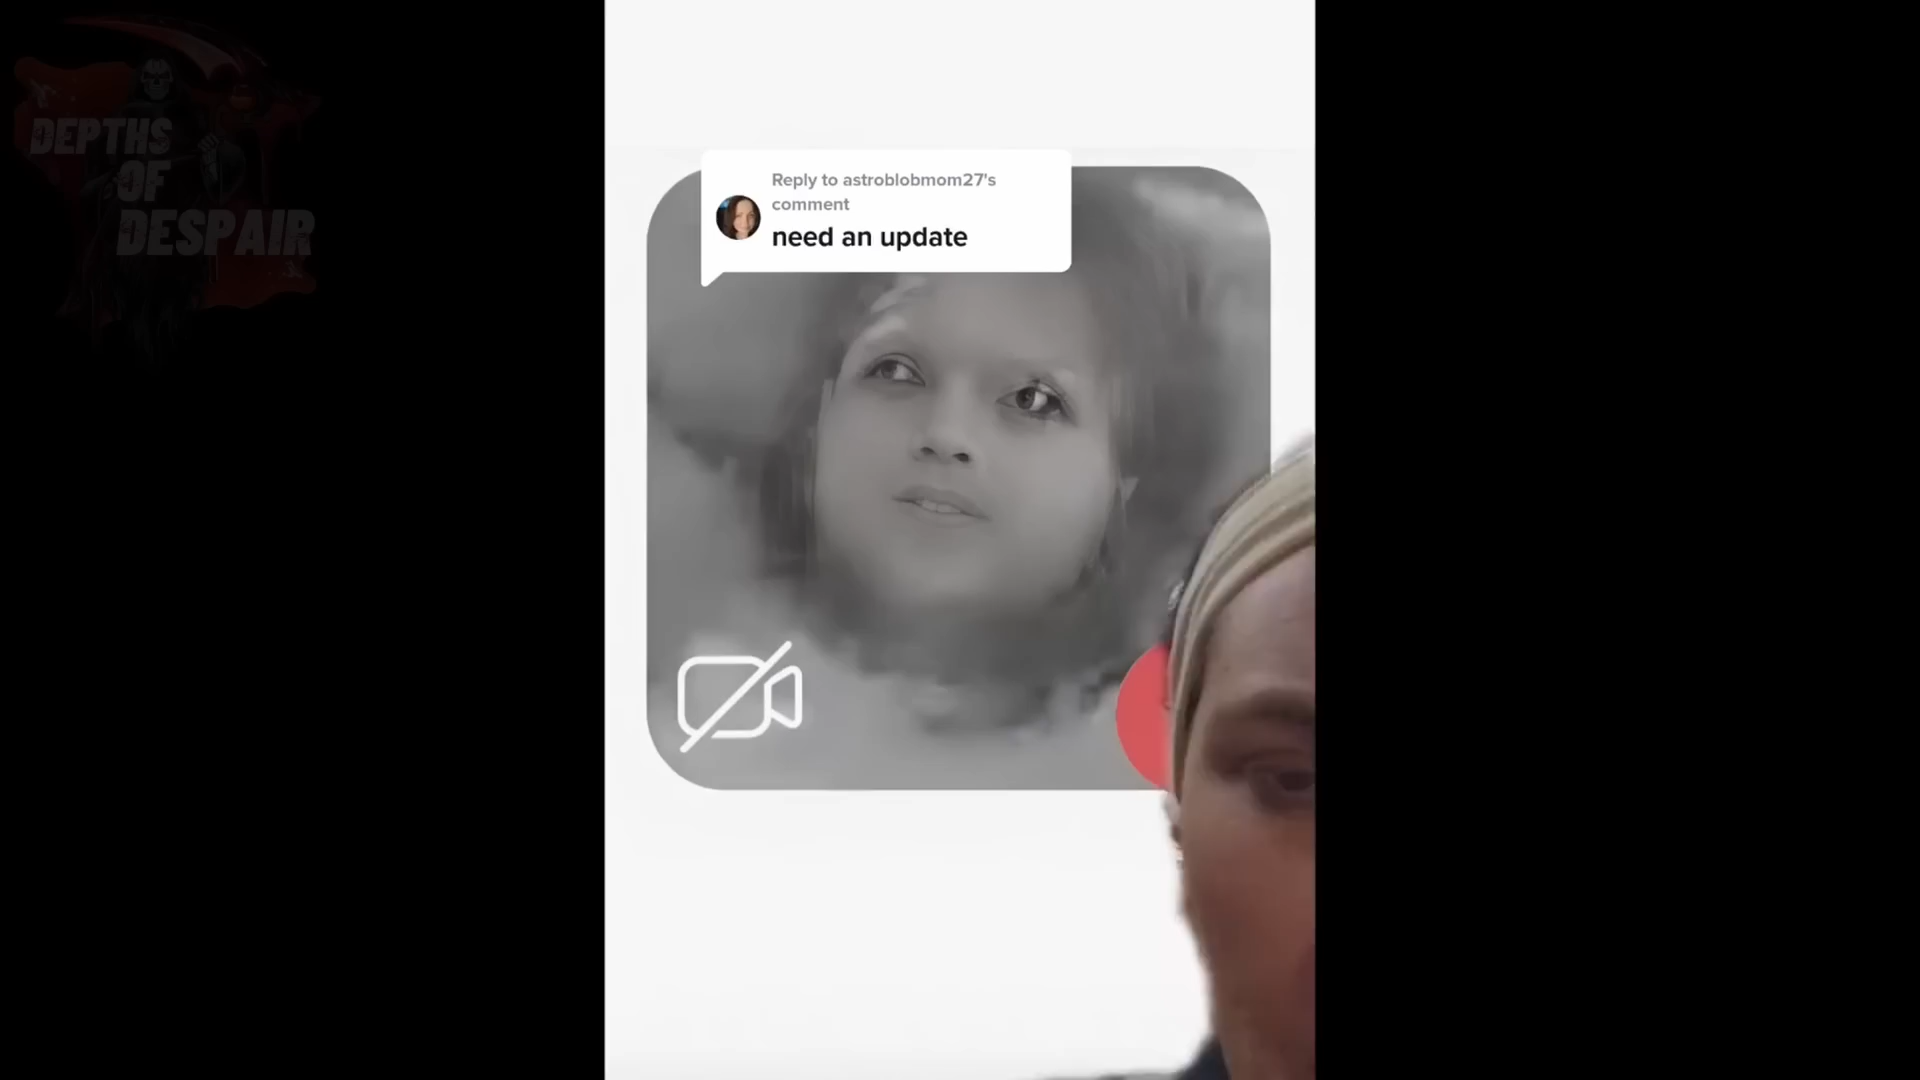 DEPTHS
OF
DESPAIR
Reply to astroblobmom27's
comment
need an update